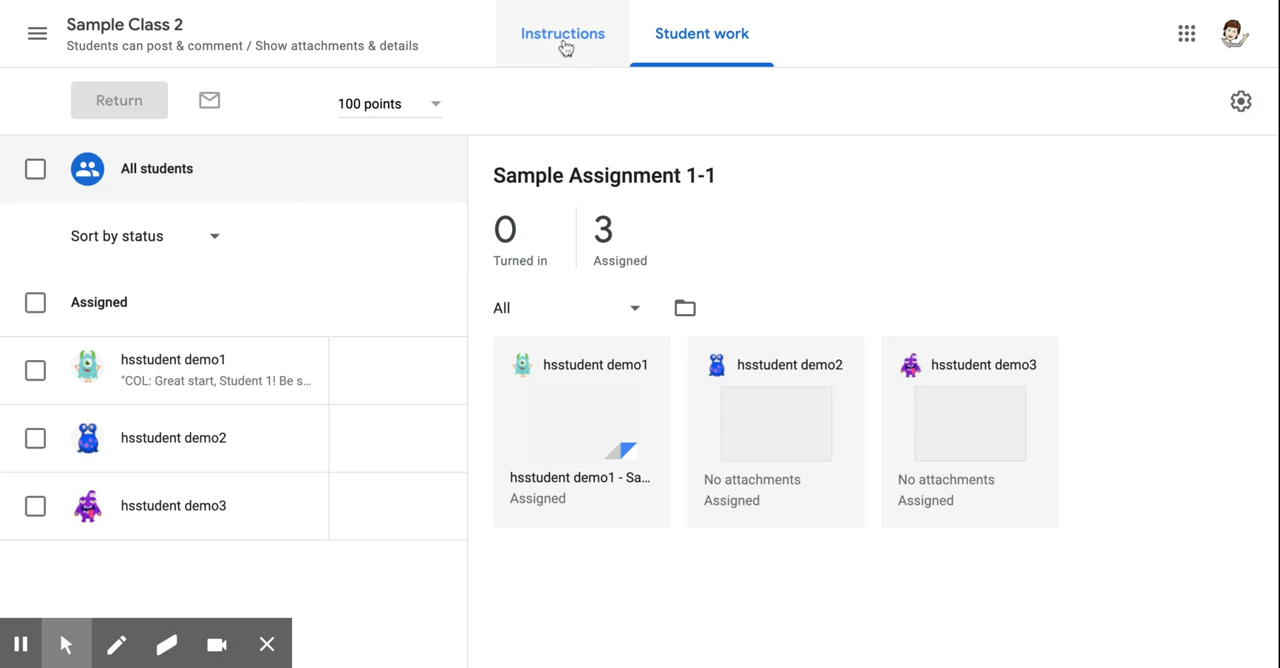 Sample Class 2
Students can post & comment / Show attachments & details
Instructions
Student work
Return
100 points
All students
Sort by status
Assigned
hsstudent demo1
"COL: Great start, Student 1! Be s...
hsstudent demo2
hsstudent demo3
Sample Assignment 1-1
0
Turned in
3
Assigned
All
hsstudent demo1
hsstudent demo1 - Sa...
Assigned
hsstudent demo2
No attachments
Assigned
hsstudent demo3
No attachments
Assigned